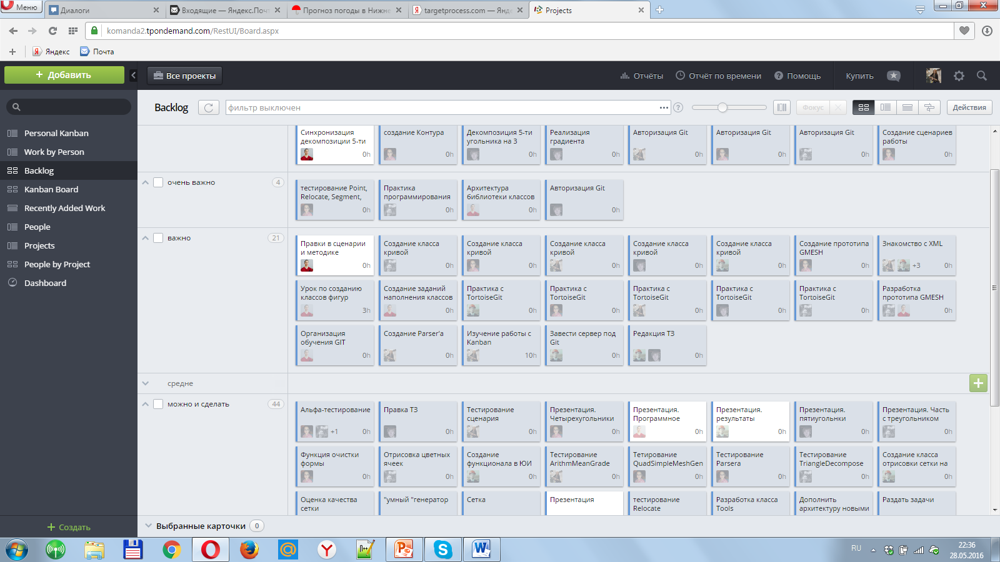 Меню
Диалоги
Входящие — Яндекс.Почт
Прогноз погоды в Нижне
targetprocess.com — Янде
Projects
komanda2.tpondemand.com/RestUI/Board.aspx
Яндекс
Почта
+ Добавить
Все проекты
Отчёты
Отчёт по времени
Помощь
Купить
Backlog
фильтр выключен
Фокус
Действия
Personal Kanban
Work by Person
Backlog
Kanban Board
Recently Added Work
People
Projects
People by Project
Dashboard
Синхронизация
декомпозиции 5-ти
0h
создание Контура
0h
Декомпозиция 5-ти
угольника на 3
0h
Реализация
градиента
0h
Авторизация Git
0h
Авторизация Git
0h
Авторизация Git
0h
Создание сценариев
работы
0h
очень важно
4
тестирование Point,
Relocate, Segment,
0h
Практика
программирования
0h
Архитектура
библиотеки классов
0h
Авторизация Git
0h
важно
21
Правки в сценарии
и методике
0h
Создание класса
кривой
0h
Создание класса
кривой
0h
Создание класса
кривой
0h
Создание класса
кривой
0h
Создание класса
кривой
0h
Создание прототипа
GMESH
0h
Знакомство с XML
+3
0h
Урок по созданию
классов фигур
3h
Создание заданий
наполнения классов
0h
Практика с
TortoiseGit
0h
Практика с
TortoiseGit
0h
Практика с
TortoiseGit
0h
Практика с
TortoiseGit
0h
Практика с
TortoiseGit
0h
Разработка
прототипа GMESH
0h
Организация
обучения GIT
0h
Создание Parser'а
0h
Изучение работы с
Kanban
10h
Завести сервер под
Git
0h
Редакция ТЗ
0h
средне
можно и сделать
44
Альфа-тестирование
+1
0h
Правка ТЗ
0h
Тестирование
сценария
0h
Презентация.
Четырехугольники
0h
Презентация.
Программное
0h
Презентация.
результаты
0h
Презентация.
пятиугольнки
0h
Презентация. Часть
с треугольником
0h
Функция очистки
формы
0h
Отрисовка цветных
ячеек
0h
Создание
функционала в ЮИ
0h
Тестирование
ArithmMeanGrade
0h
Тетирование
QuadSimpleMeshGen
0h
Тестирование
Parsera
0h
Тестирование
TriangleDecompose
0h
Создание класса
отрисовки сетки на
0h
Оценка качества
сетки
"умный "генератор
Сетка
Презентация
тестирование
Relocate
Разработка класса
Tools
Дополнить
архитектуру новыми
Раздать задачи
+ Создать
Выбранные карточки 0
RU
22:36
28.05.2016